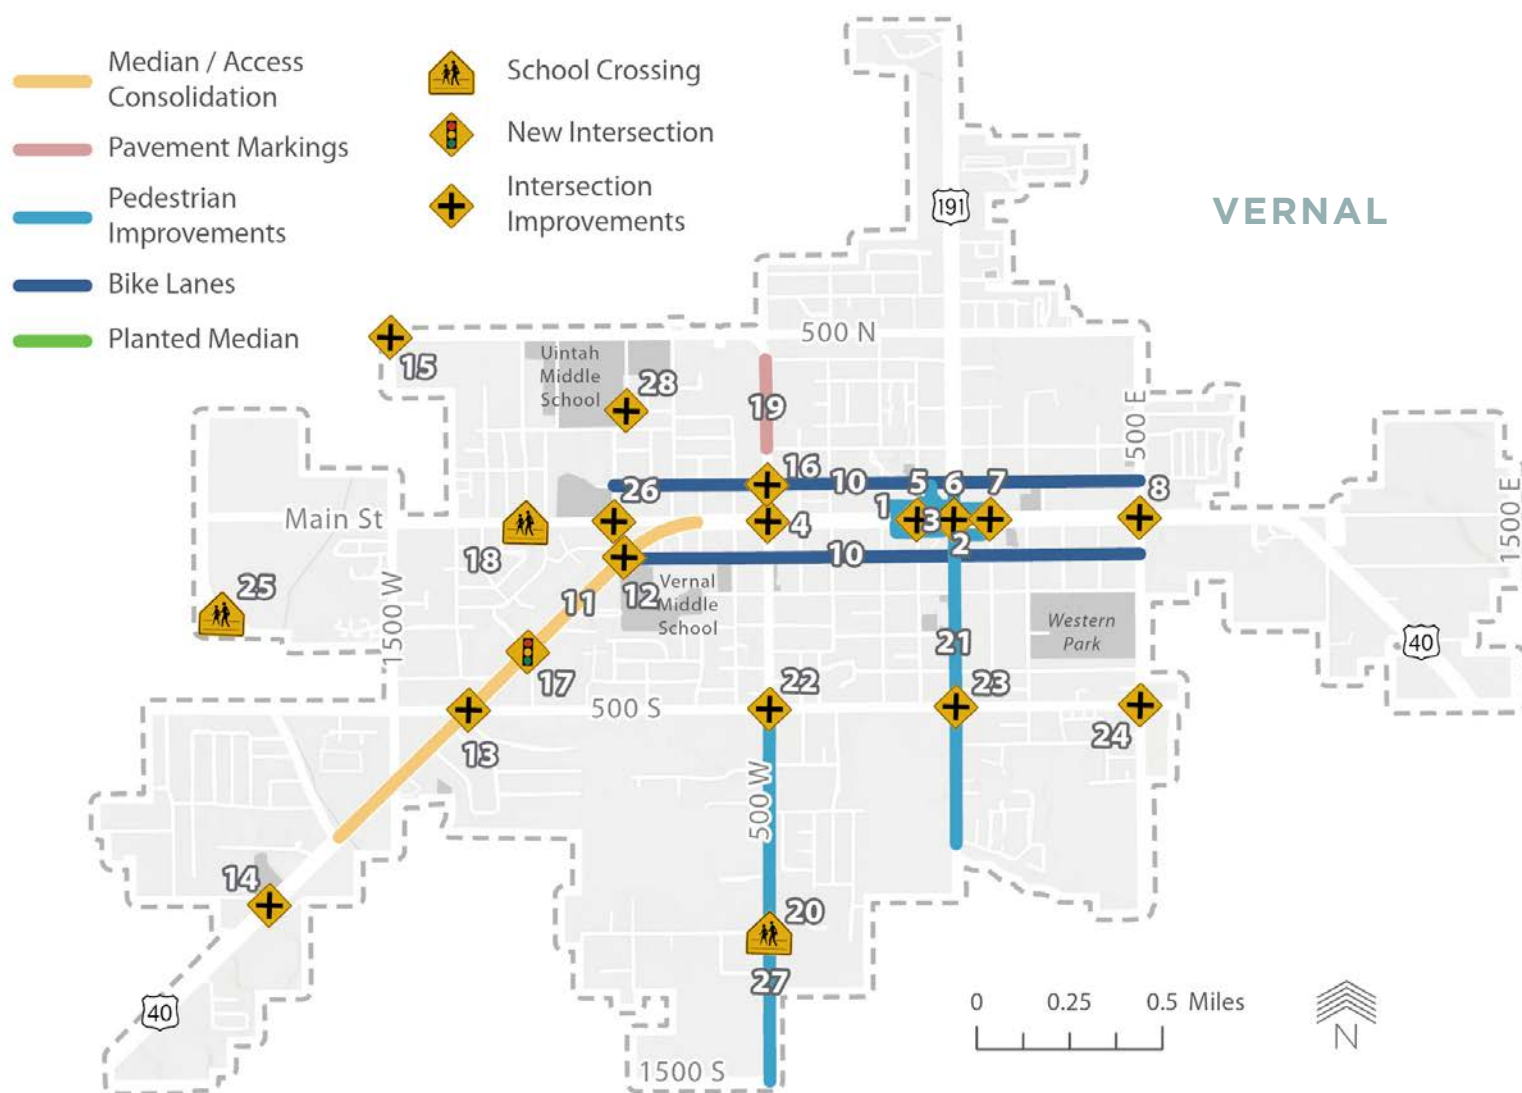 Median / Access
Consolidation
Pavement Markings
Pedestrian
Improvements
Bike Lanes
Planted Median
School Crossing
New Intersection
Intersection
Improvements
VERNAL
191
500 N
15
Uintah
Middle
School
28
19
500 E
16
10
5
6
7
8
26
1
3
4
2
Main St
18
10
1500 E
25
11
12
Vernal
Middle
School
1500 W
21
Western
Park
40
17
22
23
500 S
24
13
500 W
14
20
27
40
0 0.25 0.5 Miles
N
1500 S